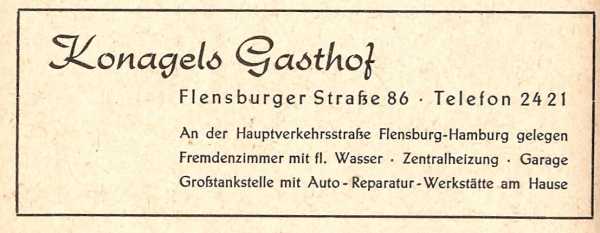 Konagels Gasthof
Flensburger Straße 86 · Telefon 2421
An der Hauptverkehrsstraße Flensburg-Hamburg gelegen
Fremdenzimmer mit fl. Wasser · Zentralheizung · Garage
Großtankstelle mit Auto-Reparatur-Werkstätte am Hause